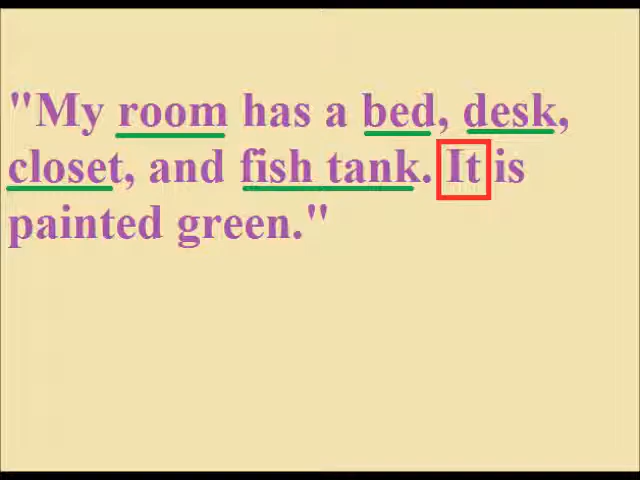 "My room has a bed, desk,
closet, and fish tank. It is
painted green."